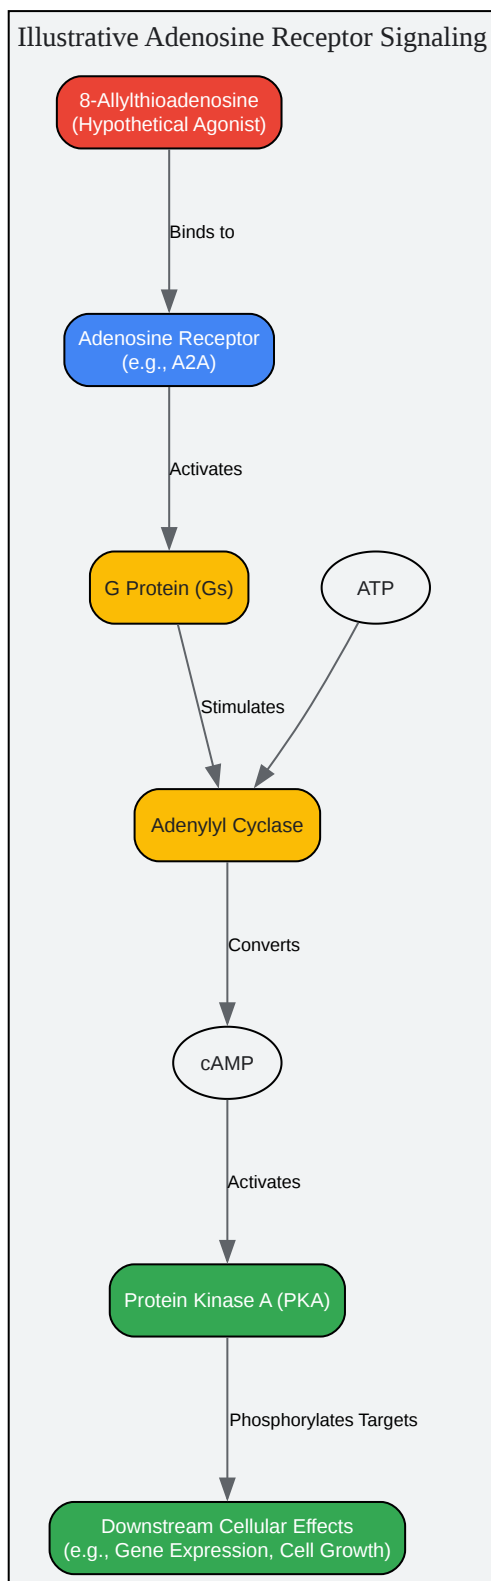 Illustrative Adenosine Receptor Signaling
8-Allylthioadenosine
(Hypothetical Agonist)
Binds to
Adenosine Receptor
(e.g., A2A)
Activates
G Protein (Gs)
ATP
Stimulates
Adenylyl Cyclase
Converts
cAMP
Activates
Protein Kinase A (PKA)
Phosphorylates Targets
Downstream Cellular Effects
(e.g., Gene Expression, Cell Growth)